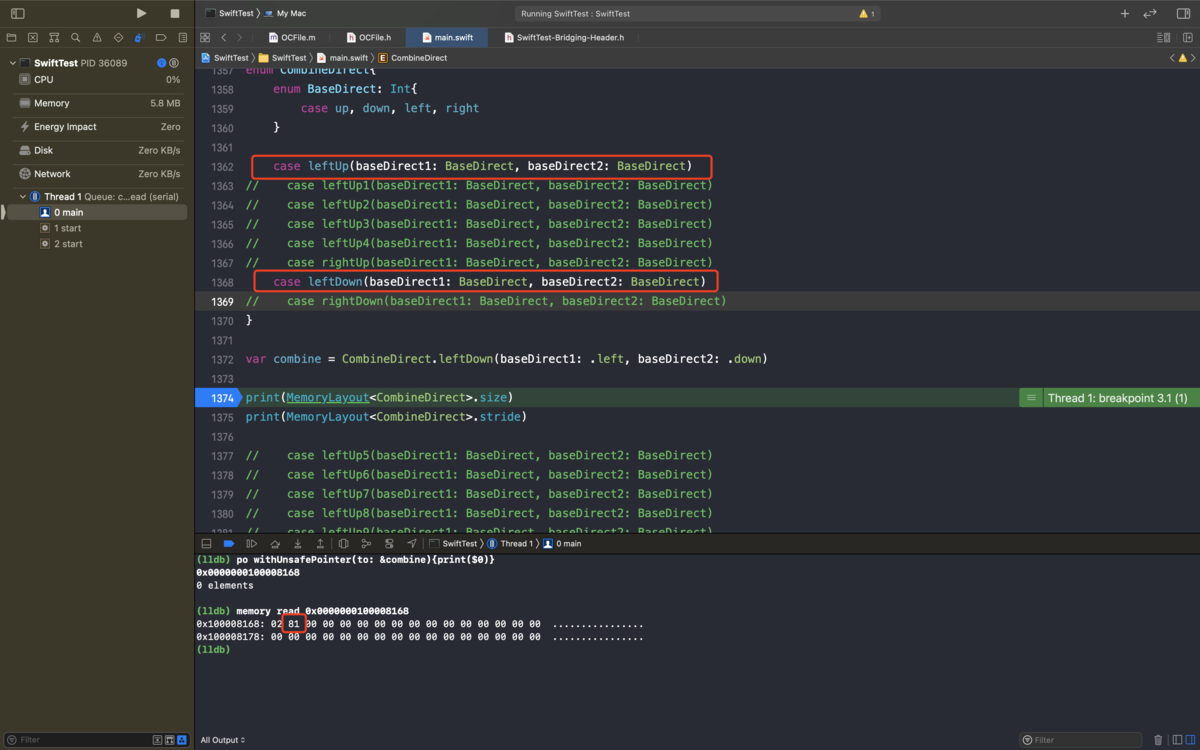 SwiftTest 〉 My Mac
Running SwiftTest : SwiftTest
1
OCFile.m
OCFile.h
main.swift
SwiftTest-Bridging-Header.h
SwiftTest 〉 SwiftTest 〉 main.swift 〉 E CombineDirect
SwiftTest PID 36089
CPU 0%
Memory 5.8 MB
Energy Impact Zero
Disk Zero KB/s
Network Zero KB/s
Thread 1 Queue: c...ead (serial)
0 main
1 start
2 start
Filter
1357 enum CombineDirect{
1358 enum BaseDirect: Int{
1359 case up, down, left, right
1360 }
1361
1362 case leftUp(baseDirect1: BaseDirect, baseDirect2: BaseDirect)
1363 // case leftUp1(baseDirect1: BaseDirect, baseDirect2: BaseDirect)
1364 // case leftUp2(baseDirect1: BaseDirect, baseDirect2: BaseDirect)
1365 // case leftUp3(baseDirect1: BaseDirect, baseDirect2: BaseDirect)
1366 // case leftUp4(baseDirect1: BaseDirect, baseDirect2: BaseDirect)
1367 // case rightUp(baseDirect1: BaseDirect, baseDirect2: BaseDirect)
1368 case leftDown(baseDirect1: BaseDirect, baseDirect2: BaseDirect)
1369 // case rightDown(baseDirect1: BaseDirect, baseDirect2: BaseDirect)
1370 }
1371
1372 var combine = CombineDirect.leftDown(baseDirect1: .left, baseDirect2: .down)
1373
1374 print(MemoryLayout<CombineDirect>.size) Thread 1: breakpoint 3.1 (1)
1375 print(MemoryLayout<CombineDirect>.stride)
1376
1377 // case leftUp5(baseDirect1: BaseDirect, baseDirect2: BaseDirect)
1378 // case leftUp6(baseDirect1: BaseDirect, baseDirect2: BaseDirect)
1379 // case leftUp7(baseDirect1: BaseDirect, baseDirect2: BaseDirect)
1380 // case leftUp8(baseDirect1: BaseDirect, baseDirect2: BaseDirect)
1381 // case leftUp9(baseDirect1: BaseDirect, baseDirect2: BaseDirect)
SwiftTest 〉 Thread 1 〉 0 main
(lldb) po withUnsafePointer(to: &combine){print($0)}
0x0000000100008168
0 elements
(lldb) memory read 0x0000000100008168
0x100008168: 02 81 00 00 00 00 00 00 00 00 00 00 00 00 00 00 ................
0x100008178: 00 00 00 00 00 00 00 00 00 00 00 00 00 00 00 00 ................
(lldb)
All Output
Filter